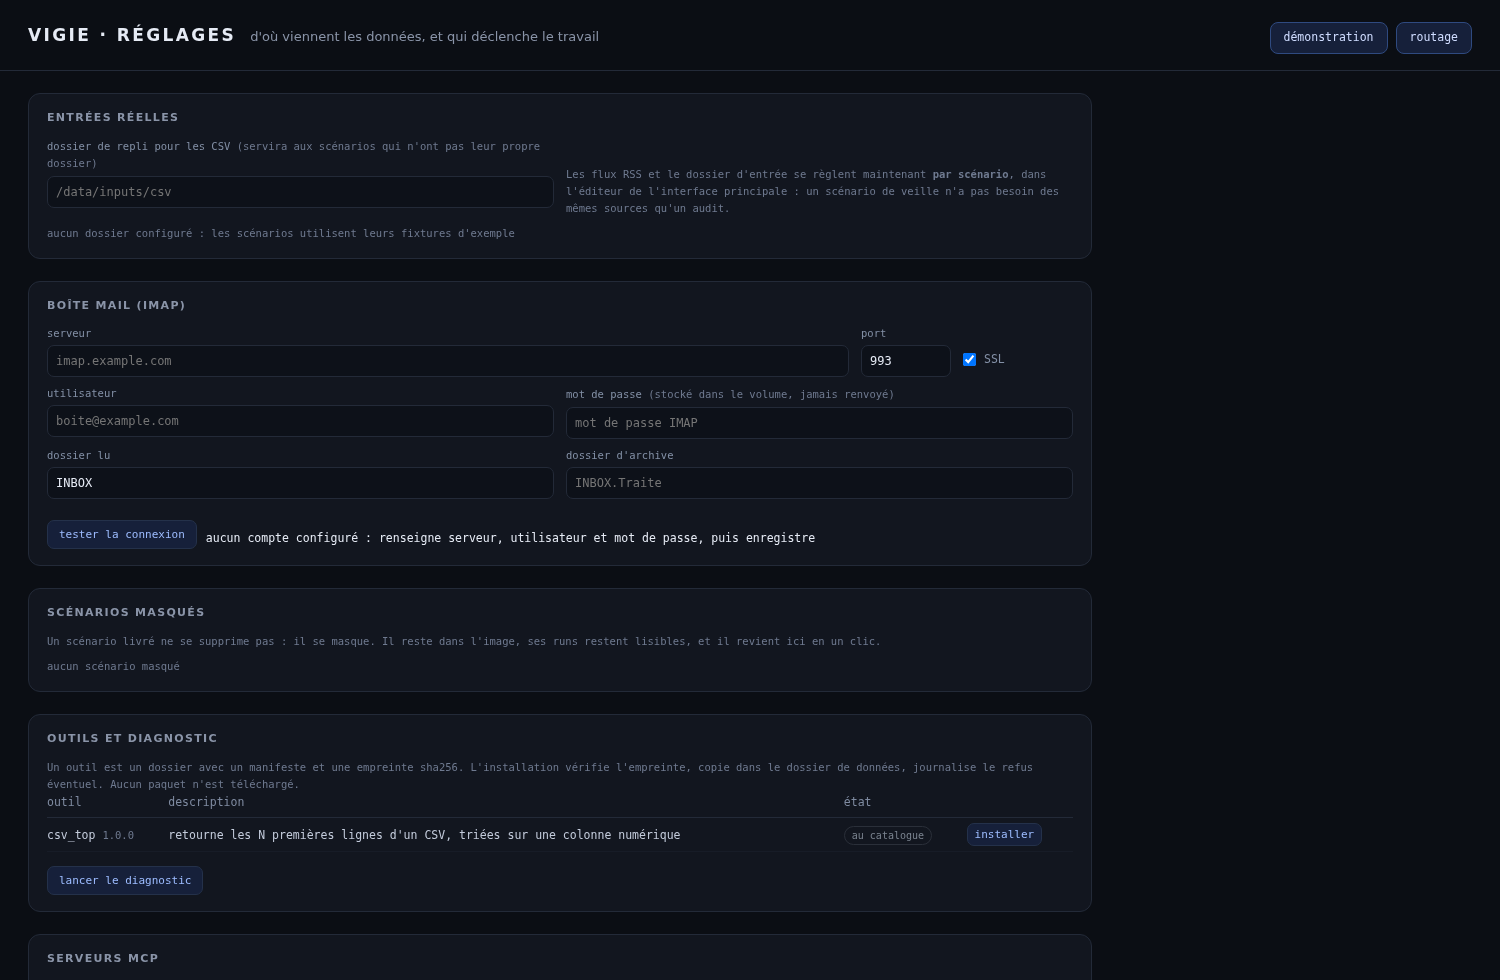 VIGIE · RÉGLAGES d'où viennent les données, et qui déclenche le travail
démonstration routage
ENTRÉES RÉELLES
dossier de repli pour les CSV (servira aux scénarios qui n'ont pas leur propre
dossier)
/data/inputs/csv
Les flux RSS et le dossier d'entrée se règlent maintenant par scénario, dans
l'éditeur de l'interface principale : un scénario de veille n'a pas besoin des
mêmes sources qu'un audit.
aucun dossier configuré : les scénarios utilisent leurs fixtures d'exemple
BOÎTE MAIL (IMAP)
serveur port
imap.example.com 993 SSL
utilisateur mot de passe (stocké dans le volume, jamais renvoyé)
boite@example.com mot de passe IMAP
dossier lu dossier d'archive
INBOX INBOX.Traite
tester la connexion aucun compte configuré : renseigne serveur, utilisateur et mot de passe, puis enregistre
SCÉNARIOS MASQUÉS
Un scénario livré ne se supprime pas : il se masque. Il reste dans l'image, ses runs restent lisibles, et il revient ici en un clic.
aucun scénario masqué
OUTILS ET DIAGNOSTIC
Un outil est un dossier avec un manifeste et une empreinte sha256. L'installation vérifie l'empreinte, copie dans le dossier de données, journalise le refus
éventuel. Aucun paquet n'est téléchargé.
outil description état
csv_top 1.0.0 retourne les N premières lignes d'un CSV, triées sur une colonne numérique au catalogue installer
lancer le diagnostic
SERVEURS MCP